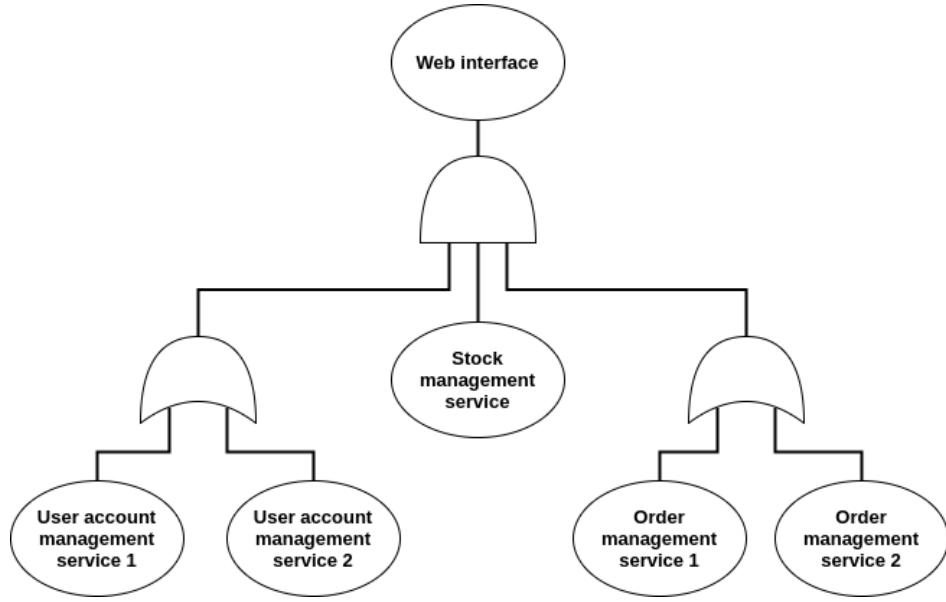 Web interface
Stock
management
service
User account
management
service 1
User account
management
service 2
Order
management
service 1
Order
management
service 2